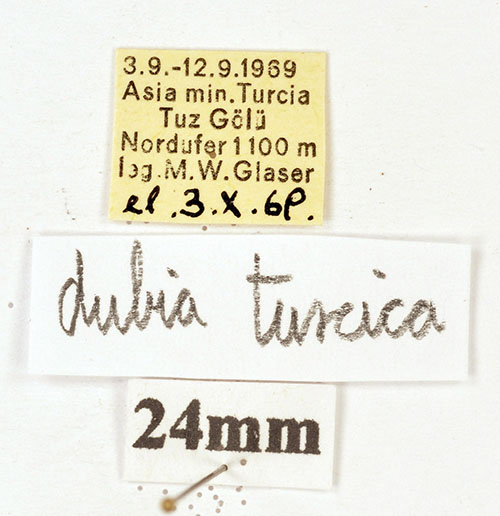 3.9.-12.9.1969
Asia min.Turcia
Tuz Gölü
Nordufer 1100 m
leg.M.W.Glaser
el.3.X.69.
dubia turcica
24mm